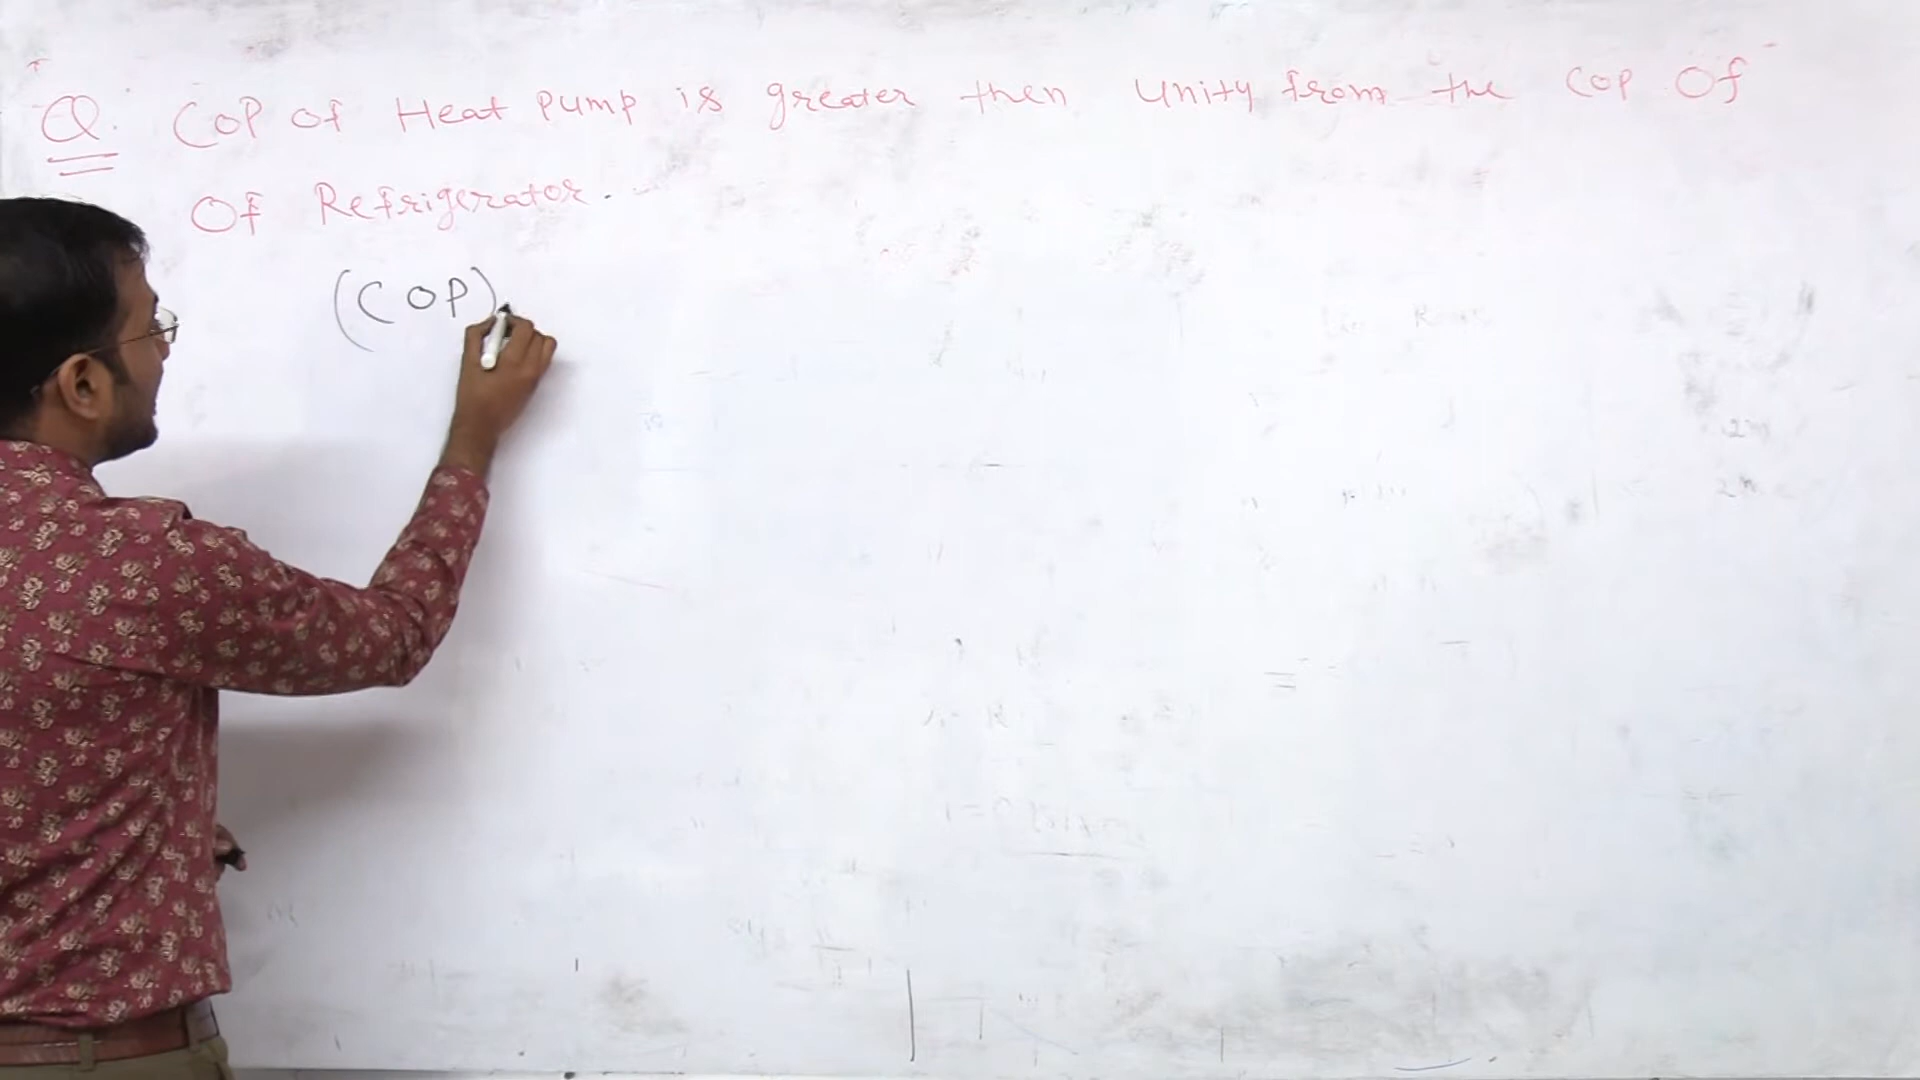 Q. COP of Heat Pump is greater then unity from the COP Of
Of Refrigerator.
(COP)